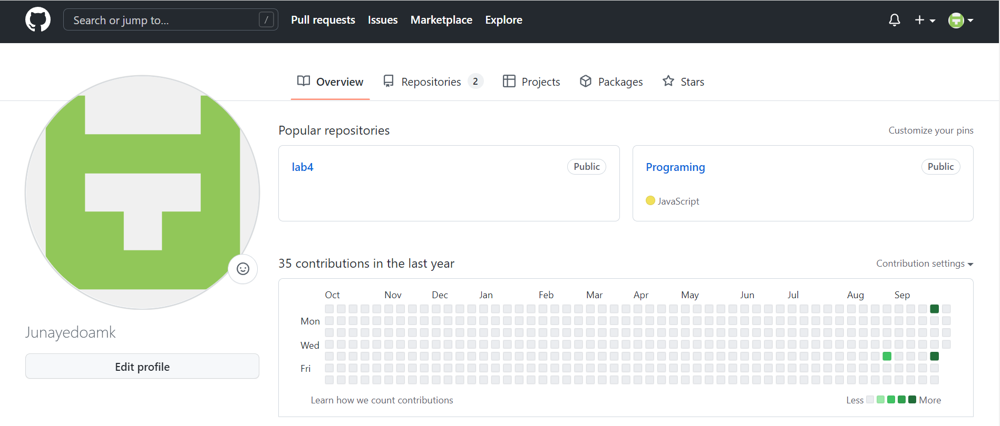 Search or jump to... /
Pull requests Issues Marketplace Explore
Overview Repositories 2 Projects Packages Stars
Popular repositories Customize your pins
lab4 Public
Programing Public
JavaScript
35 contributions in the last year Contribution settings
Oct Nov Dec Jan Feb Mar Apr May Jun Jul Aug Sep
Mon
Wed
Fri
Learn how we count contributions Less More
Junayedoamk
Edit profile